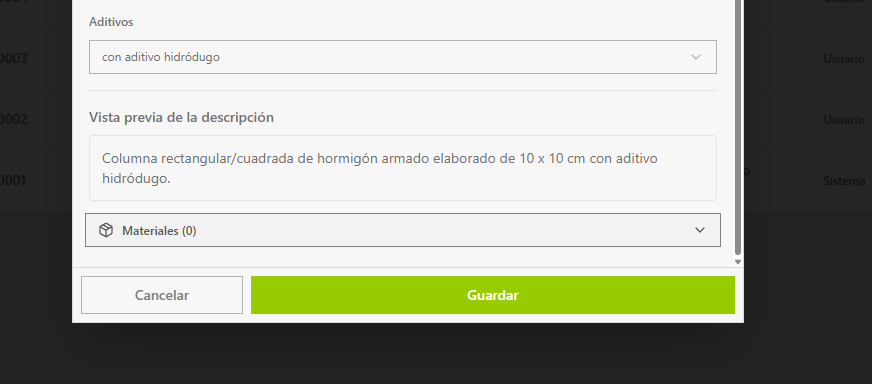 Aditivos
con aditivo hidródugo
0003
Usuario
Vista previa de la descripción
0002
Usuario
Columna rectangular/cuadrada de hormigón armado elaborado de 10 x 10 cm con aditivo
hidródugo.
0001
Sistema
Materiales (0)
Cancelar
Guardar